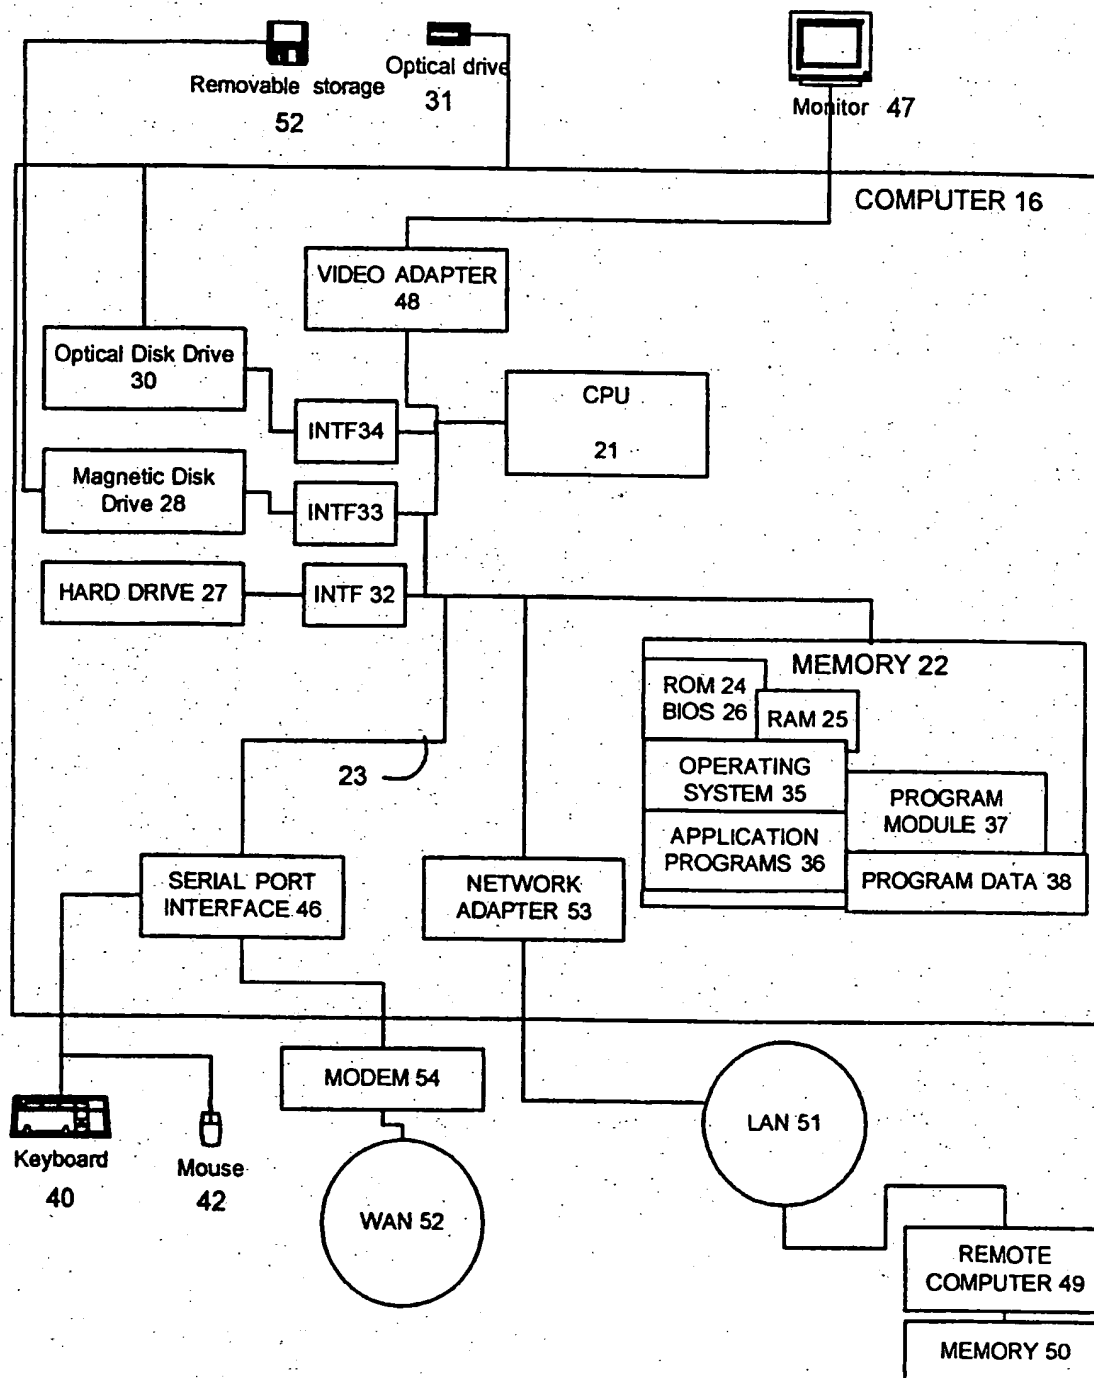 Removable storage
52
Optical drive
31
Monitor 47
COMPUTER 16
VIDEO ADAPTER
48
Optical Disk Drive
30
CPU
21
INTF34
Magnetic Disk
Drive 28
INTF33
HARD DRIVE 27
INTF 32
MEMORY 22
ROM 24
BIOS 26
RAM 25
23
OPERATING
SYSTEM 35
PROGRAM
MODULE 37
APPLICATION
PROGRAMS 36
PROGRAM DATA 38
SERIAL PORT
INTERFACE 46
NETWORK
ADAPTER 53
MODEM 54
LAN 51
Keyboard
40
Mouse
42
WAN 52
REMOTE
COMPUTER 49
MEMORY 50